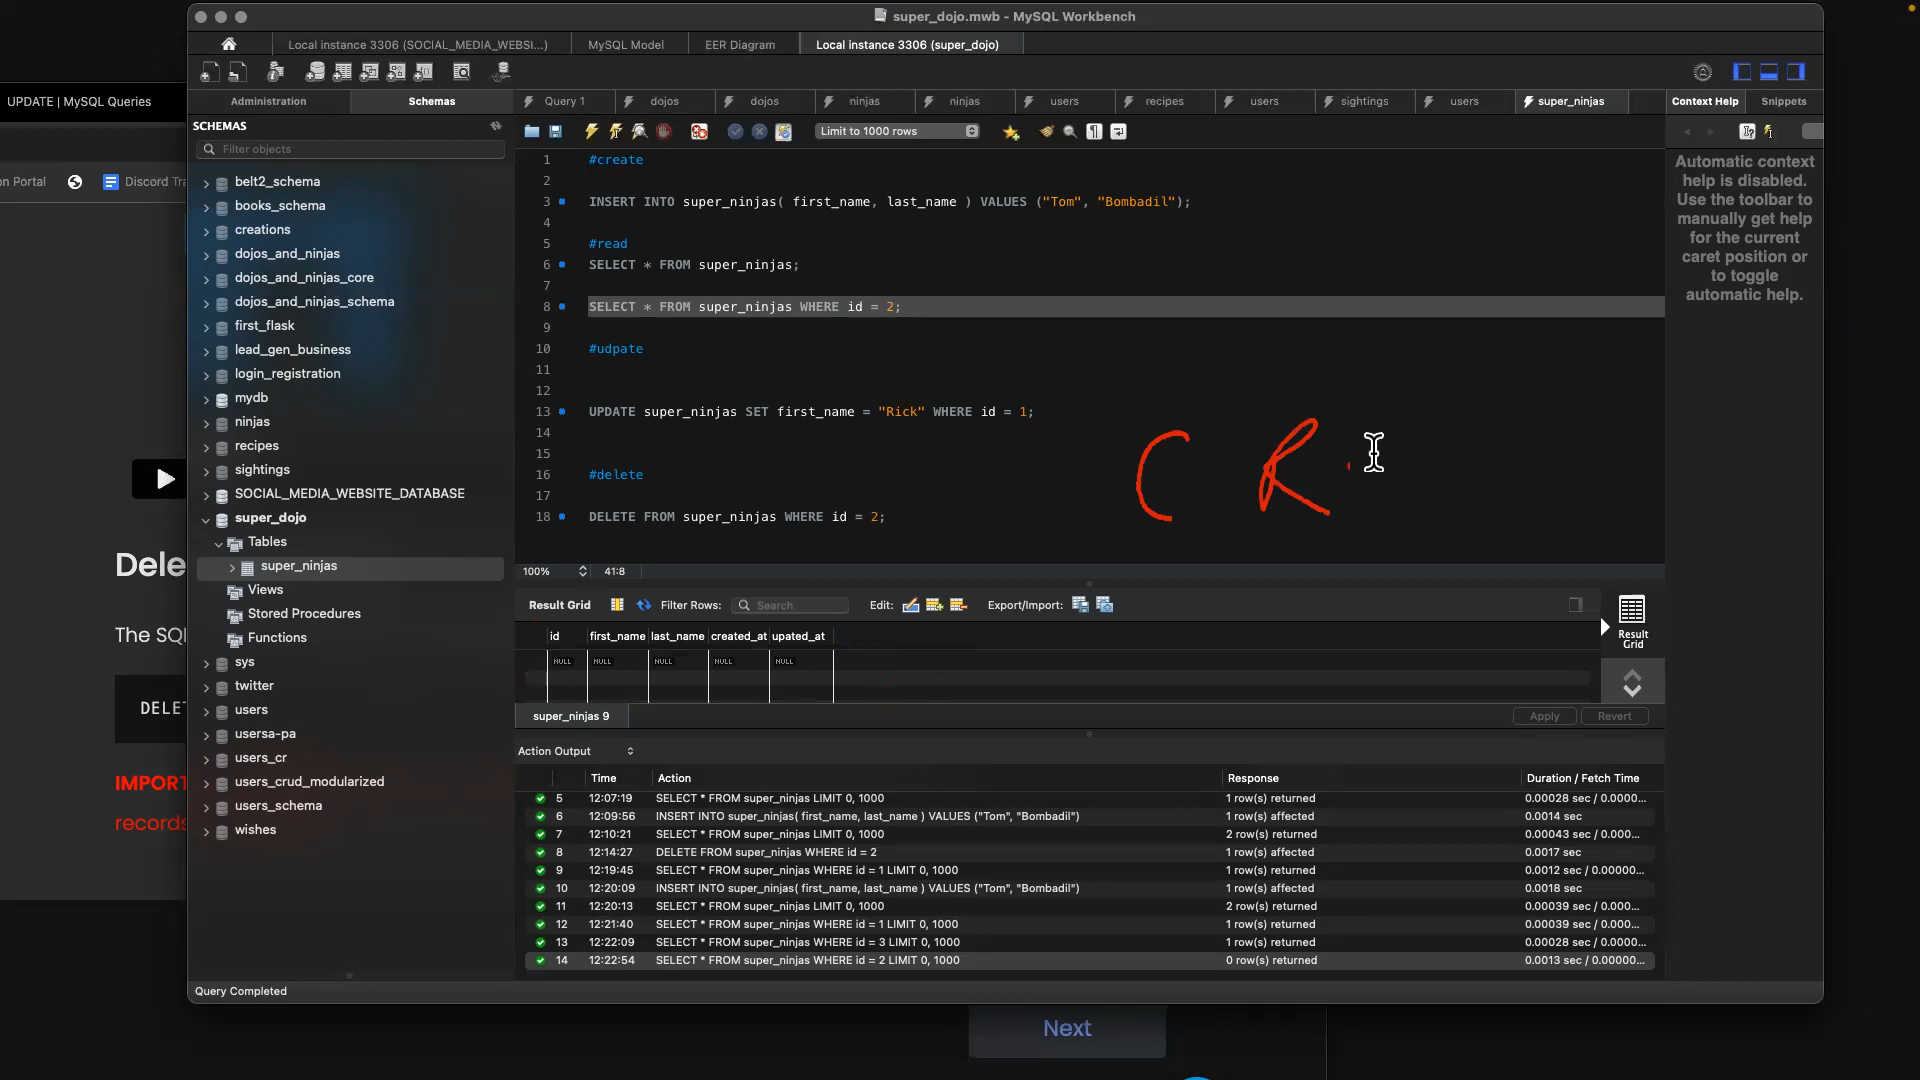 super_dojo.mwb - MySQL Workbench
Local instance 3306 (SOCIAL_MEDIA_WEBSI...)
MySQL Model
EER Diagram
Local instance 3306 (super_dojo)
UPDATE | MySQL Queries
Administration
Schemas
Query 1
dojos
dojos
ninjas
ninjas
users
recipes
users
sightings
users
super_ninjas
Context Help
Snippets
SCHEMAS
Filter objects
Limit to 1000 rows
n Portal
Discord Tra
belt2_schema
books_schema
creations
dojos_and_ninjas
dojos_and_ninjas_core
dojos_and_ninjas_schema
first_flask
lead_gen_business
login_registration
mydb
ninjas
recipes
sightings
SOCIAL_MEDIA_WEBSITE_DATABASE
super_dojo
Tables
super_ninjas
Views
Stored Procedures
Functions
sys
twitter
users
usersa-pa
users_cr
users_crud_modularized
users_schema
wishes
Dele
The SQL
DELET
IMPORT
records
1 #create
2
3 INSERT INTO super_ninjas( first_name, last_name ) VALUES ("Tom", "Bombadil");
4
5 #read
6 SELECT * FROM super_ninjas;
7
8 SELECT * FROM super_ninjas WHERE id = 2;
9
10 #udpate
11
12
13 UPDATE super_ninjas SET first_name = "Rick" WHERE id = 1;
14
15
16 #delete
17
18 DELETE FROM super_ninjas WHERE id = 2;
C R
Automatic context
help is disabled.
Use the toolbar to
manually get help
for the current
caret position or
to toggle
automatic help.
100% 41:8
Result Grid Filter Rows: Search Edit: Export/Import:
id first_name last_name created_at upated_at
NULL NULL NULL NULL NULL
Result
Grid
super_ninjas 9
Apply Revert
Action Output
Time Action Response Duration / Fetch Time
5 12:07:19 SELECT * FROM super_ninjas LIMIT 0, 1000 1 row(s) returned 0.00028 sec / 0.0000...
6 12:09:56 INSERT INTO super_ninjas( first_name, last_name ) VALUES ("Tom", "Bombadil") 1 row(s) affected 0.0014 sec
7 12:10:21 SELECT * FROM super_ninjas LIMIT 0, 1000 2 row(s) returned 0.00043 sec / 0.000...
8 12:14:27 DELETE FROM super_ninjas WHERE id = 2 1 row(s) affected 0.0017 sec
9 12:19:45 SELECT * FROM super_ninjas WHERE id = 1 LIMIT 0, 1000 1 row(s) returned 0.0012 sec / 0.00000...
10 12:20:09 INSERT INTO super_ninjas( first_name, last_name ) VALUES ("Tom", "Bombadil") 1 row(s) affected 0.0018 sec
11 12:20:13 SELECT * FROM super_ninjas LIMIT 0, 1000 2 row(s) returned 0.00039 sec / 0.000...
12 12:21:40 SELECT * FROM super_ninjas WHERE id = 1 LIMIT 0, 1000 1 row(s) returned 0.00039 sec / 0.000...
13 12:22:09 SELECT * FROM super_ninjas WHERE id = 3 LIMIT 0, 1000 1 row(s) returned 0.00028 sec / 0.0000...
14 12:22:54 SELECT * FROM super_ninjas WHERE id = 2 LIMIT 0, 1000 0 row(s) returned 0.0013 sec / 0.00000...
Query Completed
Next